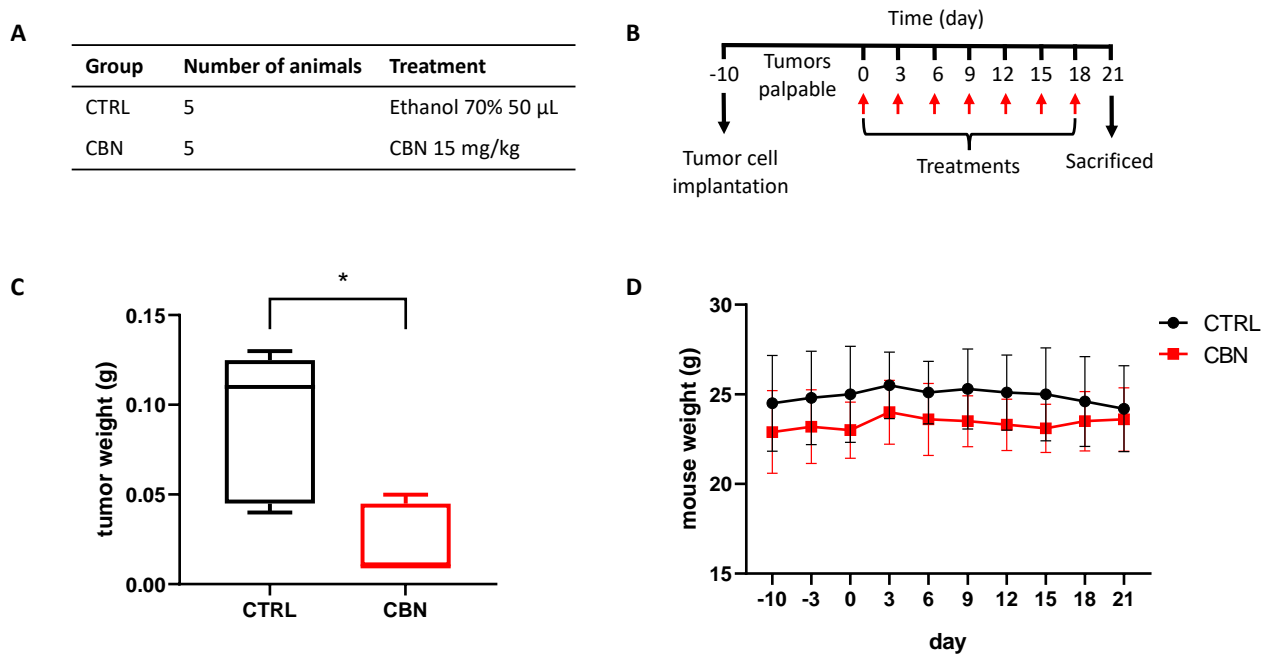 A
Group Number of animals Treatment
CTRL 5 Ethanol 70% 50 µL
CBN 5 CBN 15 mg/kg
B
Time (day)
-10 Tumors palpable 0 3 6 9 12 15 18 21
Tumor cell implantation
Treatments
Sacrificed
C
*
tumor weight (g)
0.15
0.10
0.05
0.00
CTRL CBN
D
mouse weight (g)
30
25
20
15
-10 -3 0 3 6 9 12 15 18 21
day
CTRL
CBN